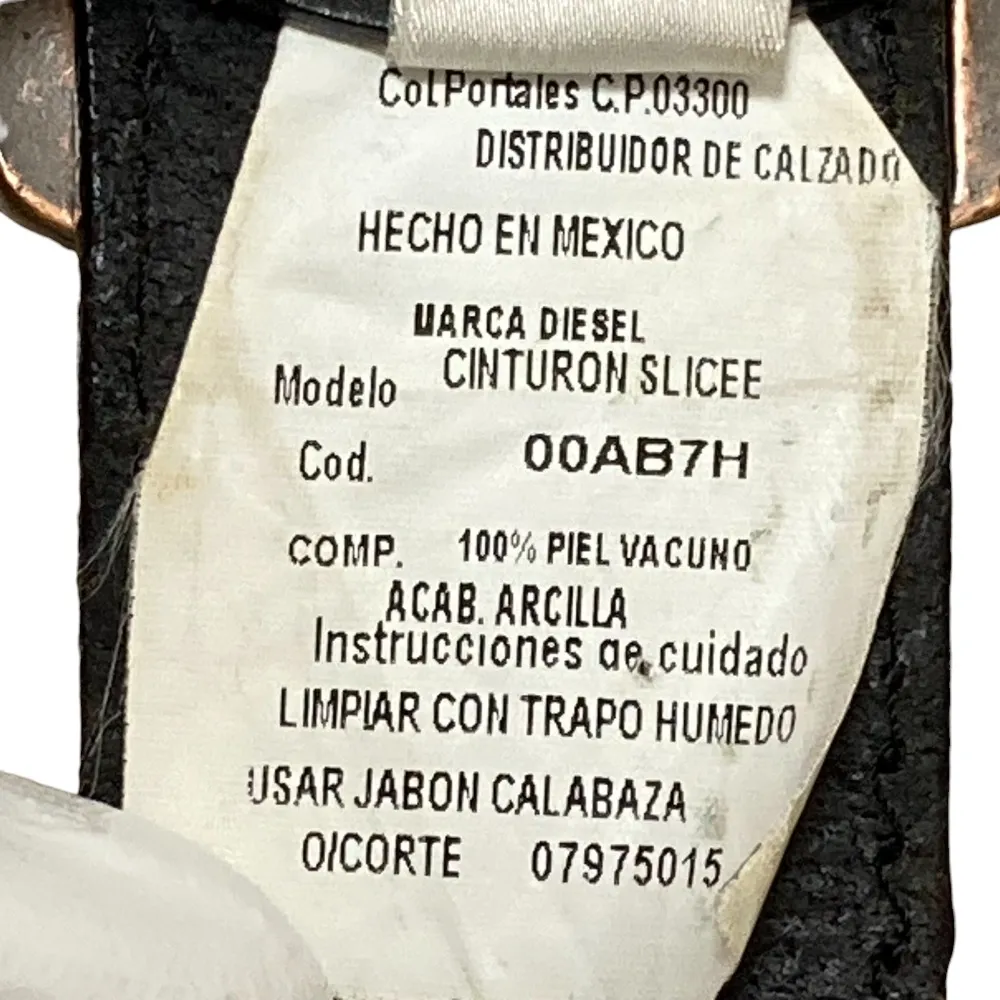 Col.Portales C.P.03300
DISTRIBUIDOR DE CALZADO
HECHO EN MEXICO
MARCA DIESEL
Modelo CINTURON SLICEE
Cod. 00AB7H
COMP. 100% PIEL VACUNO
ACAB. ARCILLA
Instrucciones de cuidado
LIMPIAR CON TRAPO HUMEDO
USAR JABON CALABAZA
O/CORTE 07975015